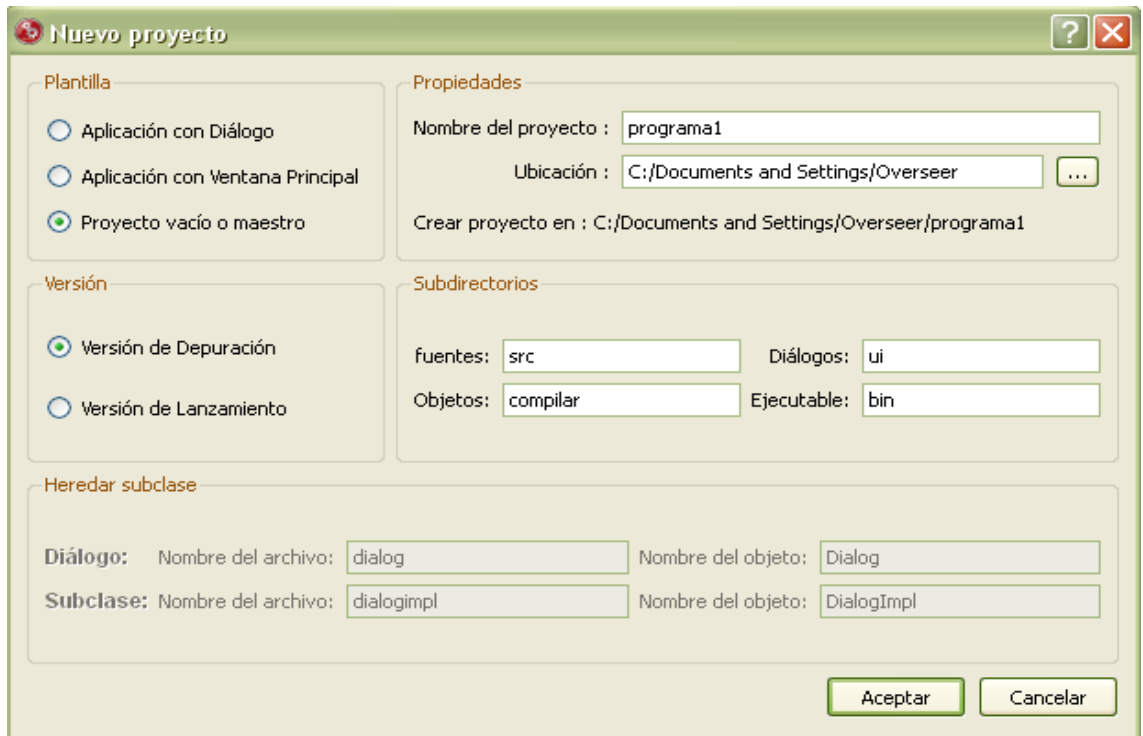 Nuevo proyecto
Plantilla
Aplicación con Diálogo
Aplicación con Ventana Principal
Proyecto vacío o maestro
Propiedades
Nombre del proyecto : programa1
Ubicación : C:/Documents and Settings/Overseer ...
Crear proyecto en : C:/Documents and Settings/Overseer/programa1
Versión
Versión de Depuración
Versión de Lanzamiento
Subdirectorios
fuentes: src Diálogos: ui
Objetos: compilar Ejecutable: bin
Heredar subclase
Diálogo: Nombre del archivo: dialog Nombre del objeto: Dialog
Subclase: Nombre del archivo: dialogimpl Nombre del objeto: DialogImpl
Aceptar Cancelar